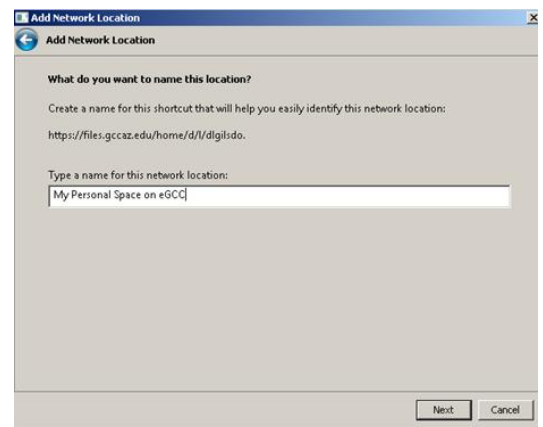 Add Network Location
Add Network Location
What do you want to name this location?
Create a name for this shortcut that will help you easily identify this network location:
https://files.gccaz.edu/home/d/l/dlgilsdo.
Type a name for this network location:
My Personal Space on eGCC
Next Cancel